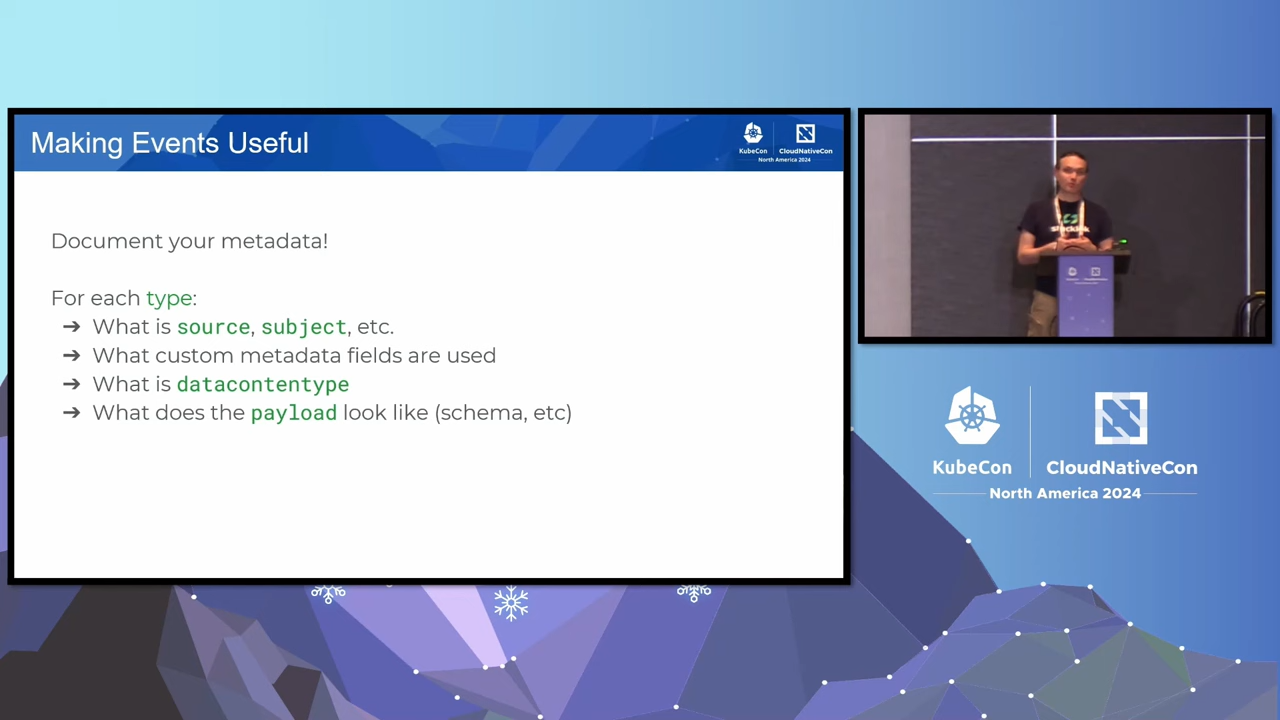 Making Events Useful
KubeCon
CloudNativeCon
North America 2024
Document your metadata!
For each type:
➔ What is source, subject, etc.
➔ What custom metadata fields are used
➔ What is datacontentype
➔ What does the payload look like (schema, etc)
KubeCon
CloudNativeCon
North America 2024